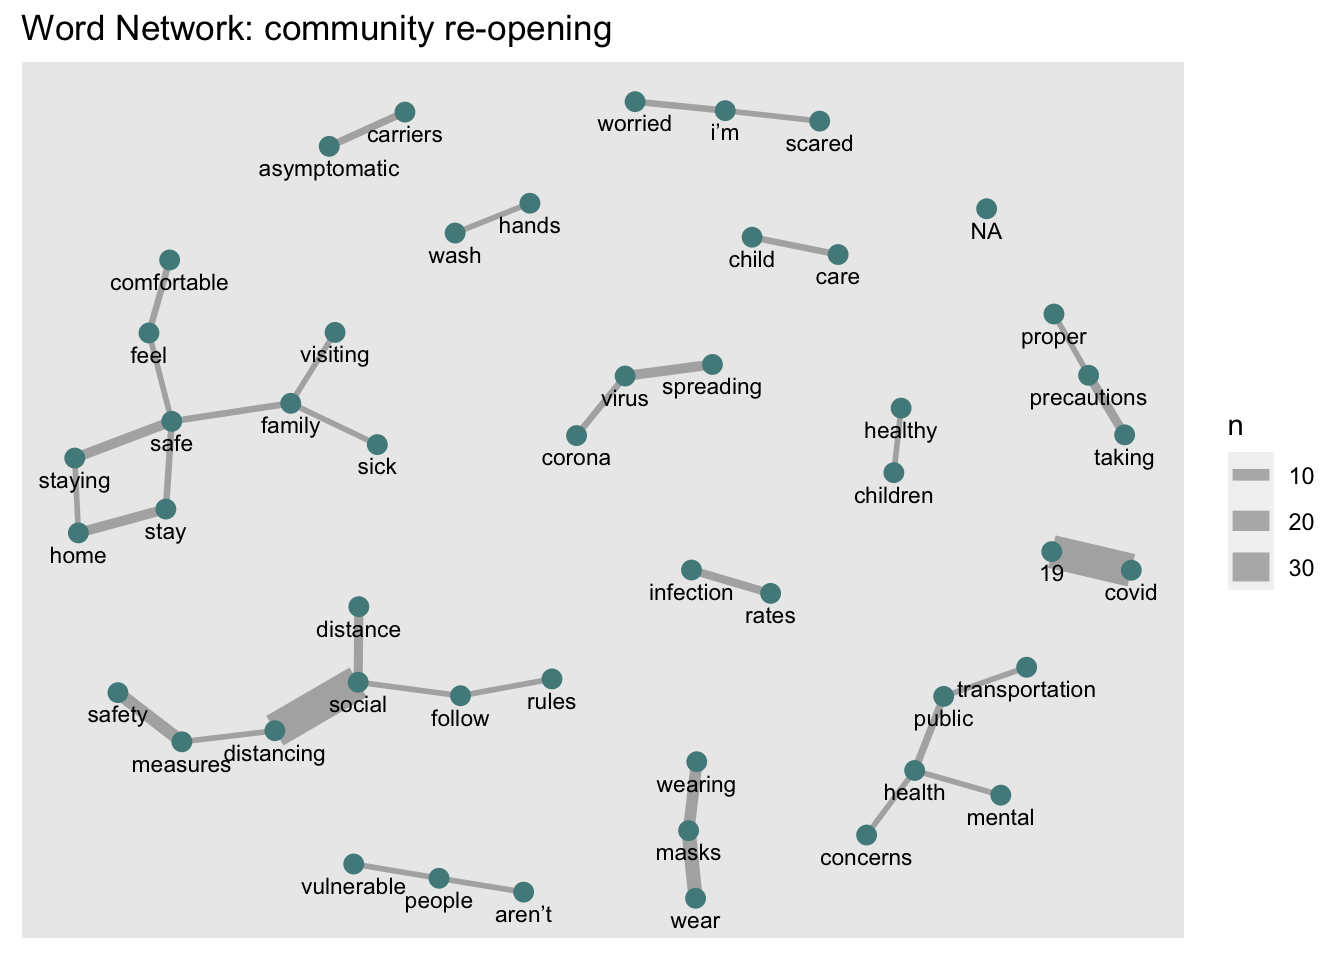 Word Network: community re-opening
carriers
asymptomatic
worried
i’m
scared
hands
wash
NA
child
care
comfortable
feel
visiting
proper
virus
spreading
precautions
safe
family
healthy
corona
sick
taking
staying
children
stay
home
19
covid
infection
rates
distance
transportation
safety
social
follow
rules
public
measures
distancing
wearing
health
mental
masks
concerns
vulnerable
people
aren’t
wear
n
10
20
30